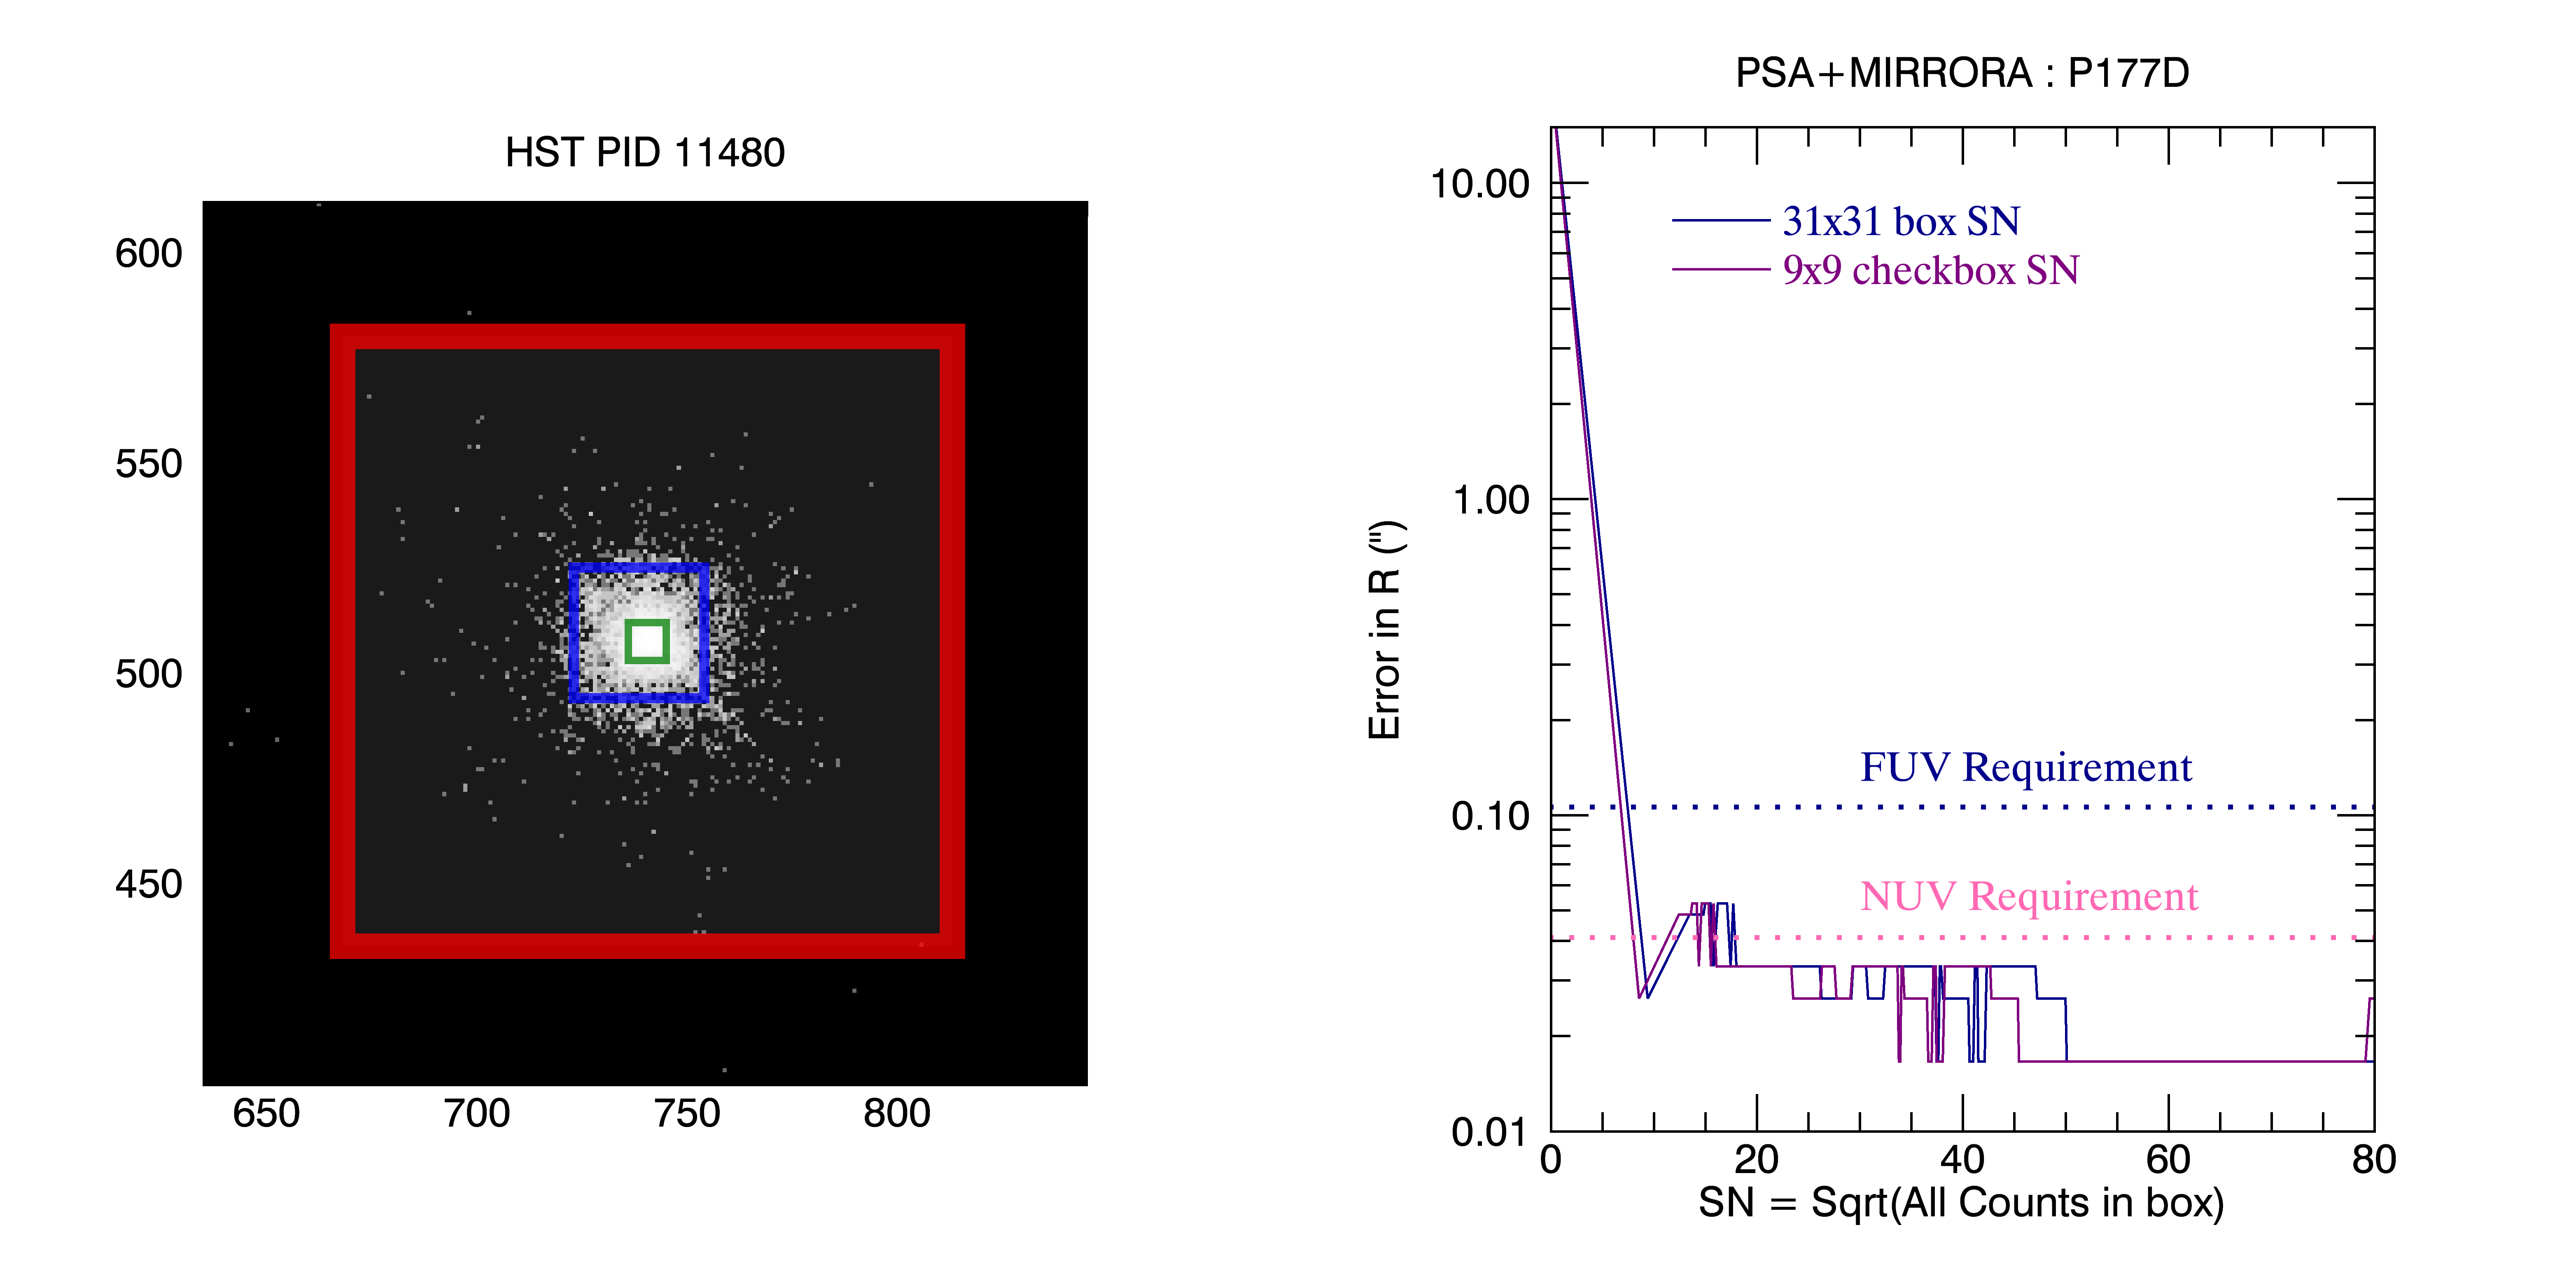 HST PID 11480
600
550
500
450
650 700 750 800
PSA+MIRRORA : P177D
10.00
1.00
0.10
0.01
Error in R (")
31x31 box SN
9x9 checkbox SN
FUV Requirement
NUV Requirement
0 20 40 60 80
SN = Sqrt(All Counts in box)